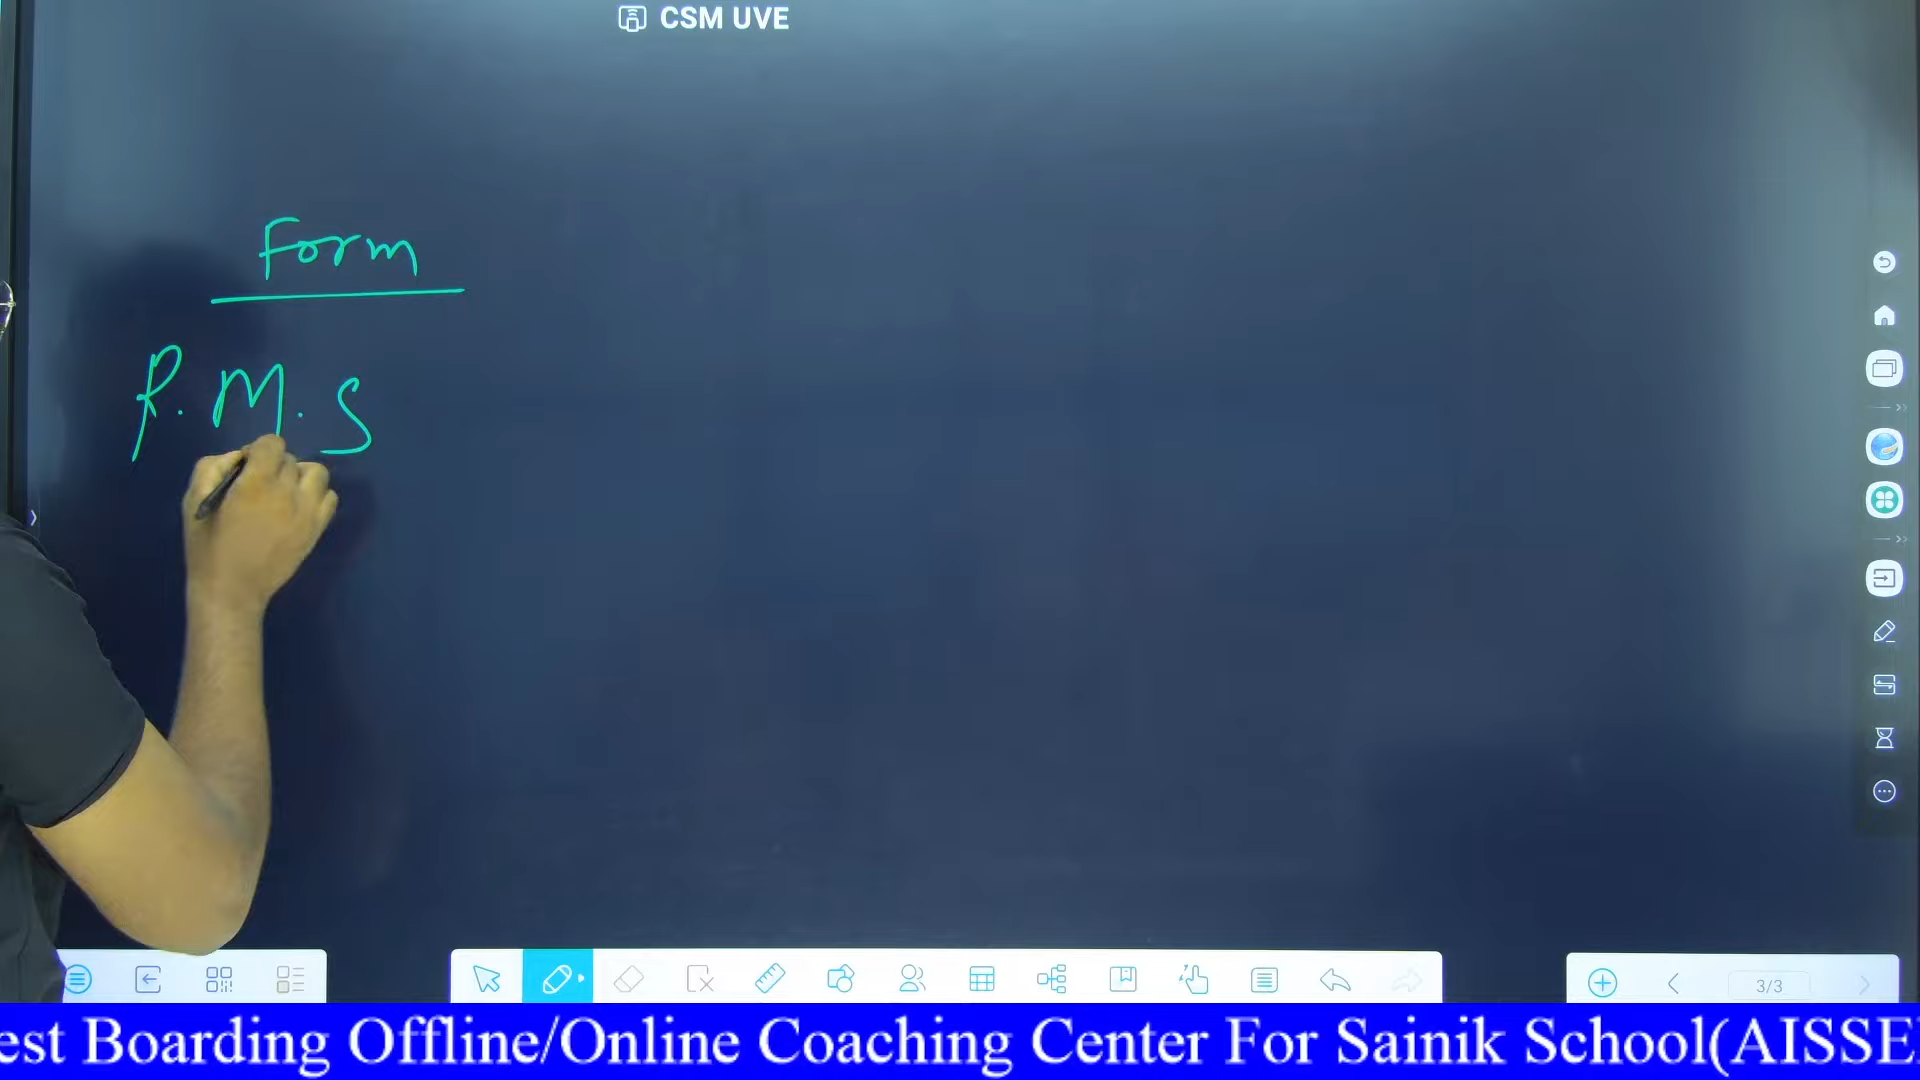 CSM UVE
Form
R.M.S
3/3
est Boarding Offline/Online Coaching Center For Sainik School(AISSE